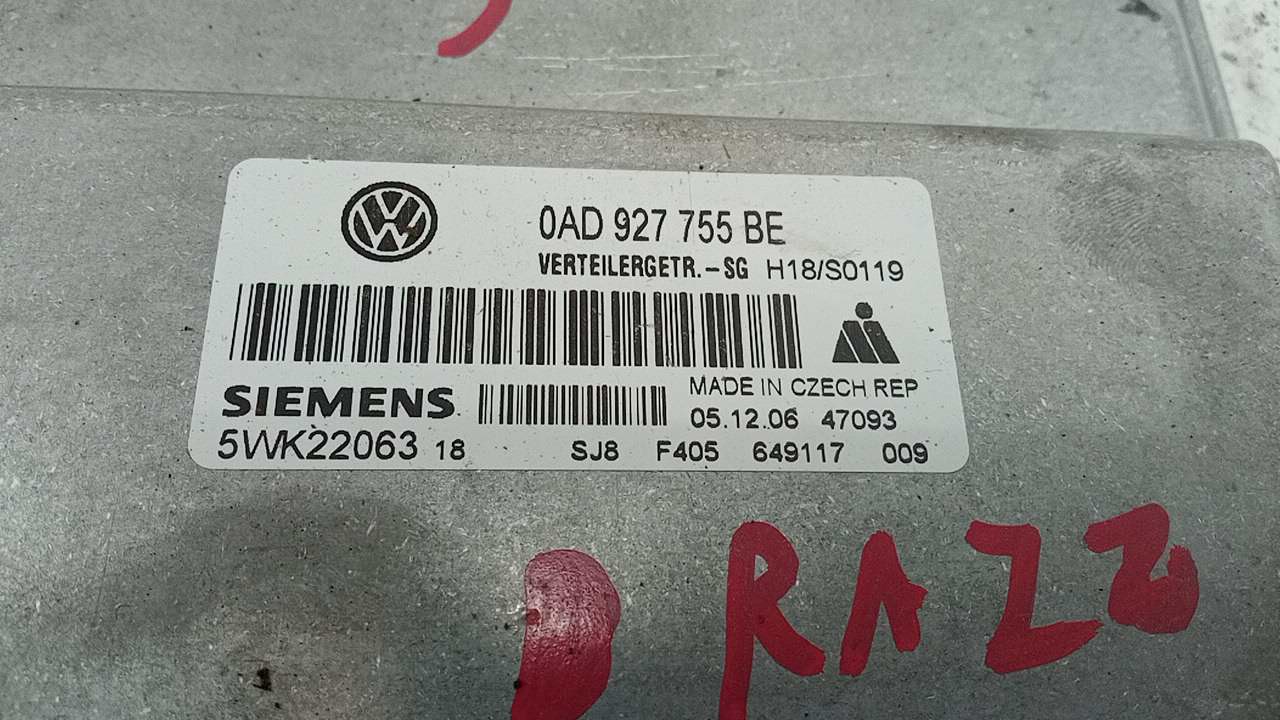 0AD 927 755 BE
VERTEILERGETR.-SG H18/S0119
MADE IN CZECH REP
SIEMENS
05.12.06 47093
5WK22063 18 SJ8 F405 649117 009